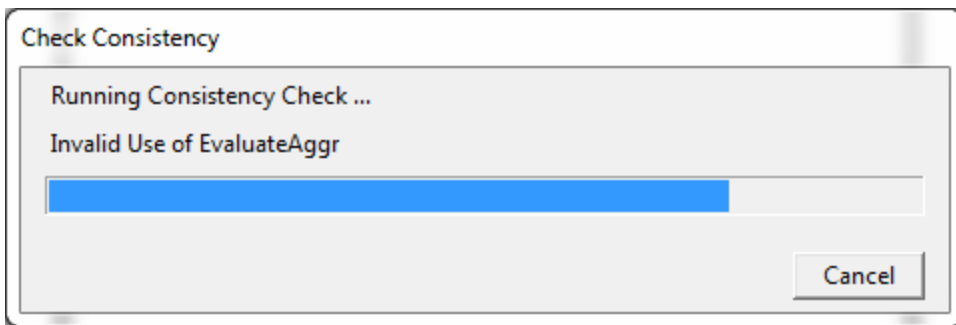 Check Consistency
Running Consistency Check ...
Invalid Use of EvaluateAggr
Cancel